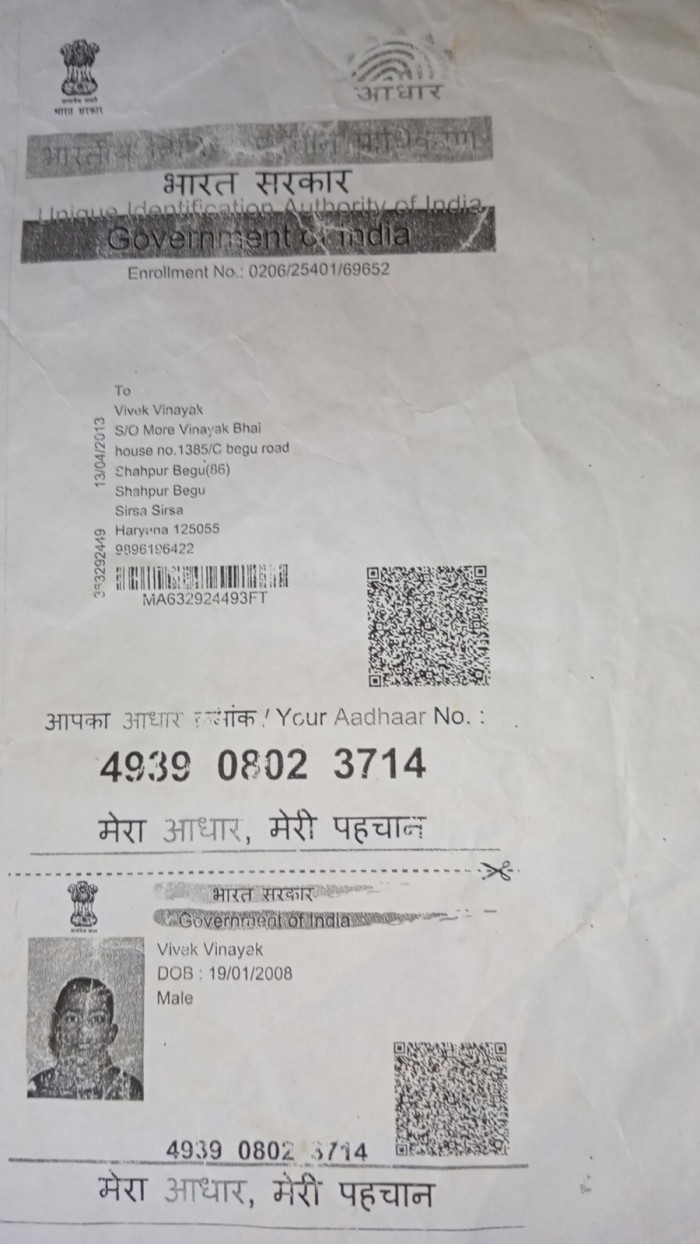 भारत सरकार
आधार
भारत सरकार
Unique Identification Authority of India
Government of India
Enrollment No.: 0206/25401/69652
To
Vivek Vinayak
S/O More Vinayak Bhai
house no.1385/C begu road
Shahpur Begu(86)
Shahpur Begu
Sirsa Sirsa
Haryana 125055
9896196422
13/04/2013
MA632924493FT
आपका आधार क्रमांक / Your Aadhaar No. :
4939 0802 3714
मेरा आधार, मेरी पहचान
भारत सरकार
Government of India
Vivek Vinayak
DOB : 19/01/2008
Male
4939 0802 3714
मेरा आधार, मेरी पहचान